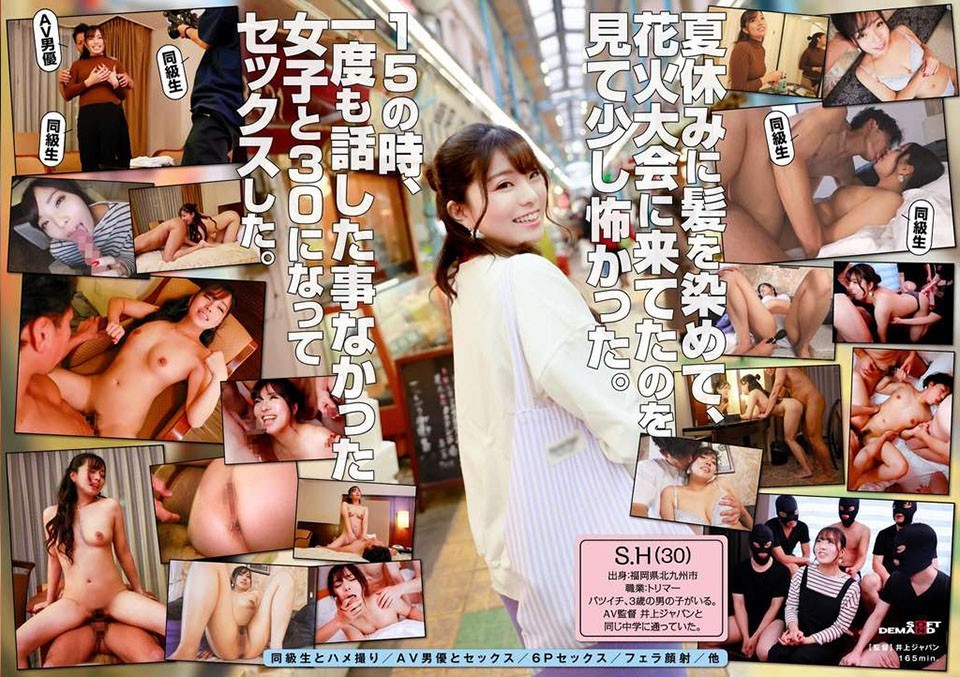 夏休みに髪を染めて、
花火大会に来てたのを
見て少し怖かった。
15の時、
一度も話した事なかった
女子と30になって
セックスした。
AV男優
同級生
同級生
同級生
同級生
S.H(30)
出身:福岡県北九州市
職業:トリマー
バツイチ、3歳の男の子がいる。
AV監督 井上ジャパンと
同じ中学に通っていた。
同級生とハメ撮り／AV男優とセックス／6Pセックス／フェラ顔射／他
SOFT
DEMAND
【監督】井上ジャパン
165min.